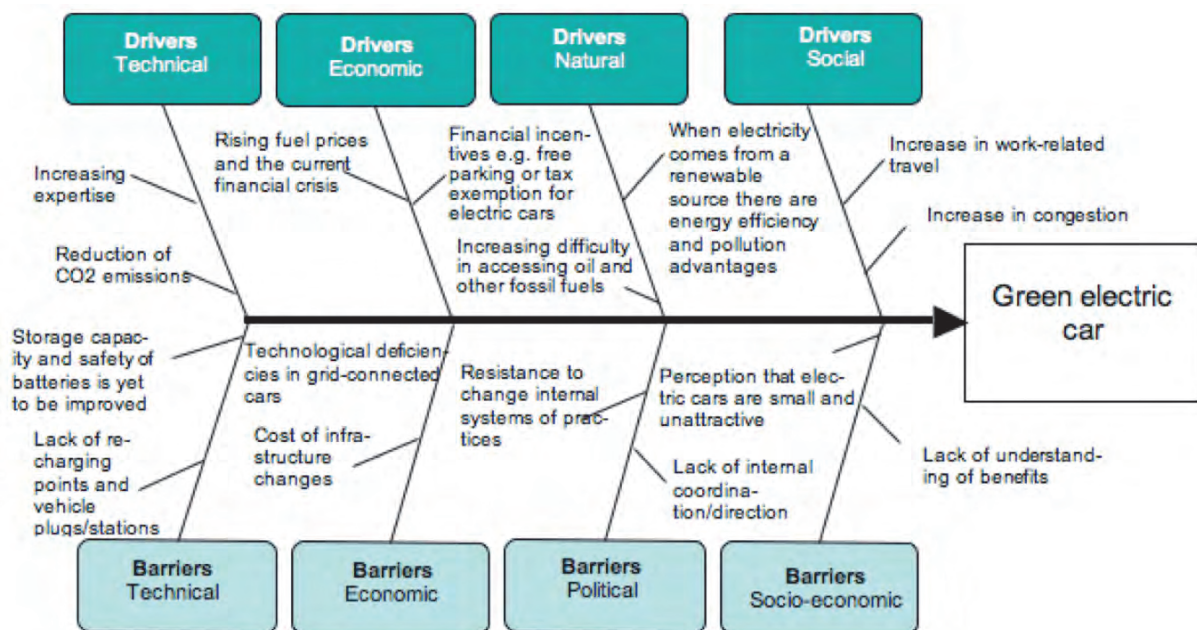 Drivers
Technical
Drivers
Economic
Drivers
Natural
Drivers
Social
Increasing
expertise
Reduction of
CO2 emissions
Rising fuel prices
and the current
financial crisis
Financial incen-
tives e.g. free
parking or tax
exemption for
electric cars
Increasing difficulty
in accessing oil and
other fossil fuels
When electricity
comes from a
renewable
source there are
energy efficiency
and pollution
advantages
Increase in work-related
travel
Increase in congestion
Green electric
car
Storage capac-
ity and safety of
batteries is yet
to be improved
Lack of re-
charging
points and
vehicle
plugs/stations
Technological deficien-
cies in grid-connected
cars
Cost of infra-
structure
changes
Resistance to
change internal
systems of prac-
tices
Lack of internal
coordina-
tion/direction
Perception that elec-
tric cars are small and
unattractive
Lack of understand-
ing of benefits
Barriers
Technical
Barriers
Economic
Barriers
Political
Barriers
Socio-economic